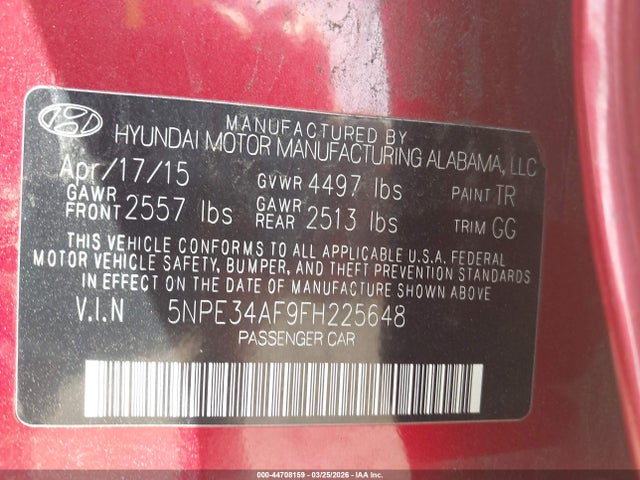 MANUFACTURED BY
HYUNDAI MOTOR MANUFACTURING ALABAMA, LLC
Apr/17/15 GVWR 4497 lbs PAINT TR
GAWR FRONT 2557 lbs GAWR REAR 2513 lbs TRIM GG
THIS VEHICLE CONFORMS TO ALL APPLICABLE U.S.A. FEDERAL
MOTOR VEHICLE SAFETY, BUMPER, AND THEFT PREVENTION STANDARDS
IN EFFECT ON THE DATE OF MANUFACTURE SHOWN ABOVE.
V.I.N 5NPE34AF9FH225648
PASSENGER CAR
000-44708159 — 03/25/2026 — IAA Inc.